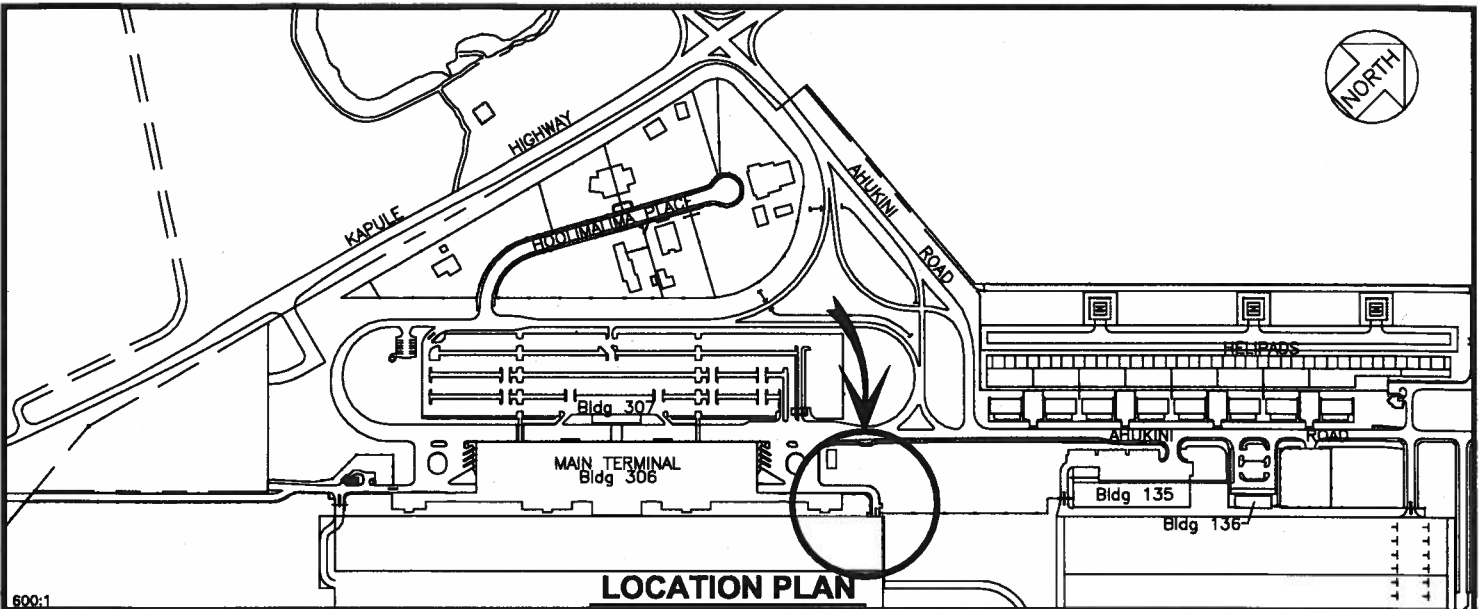 NORTH
HIGHWAY
KAPULE
HOOLIMALIMA PLACE
AHUKINI
ROAD
HELIPADS
Bldg 307
AHUKINI ROAD
MAIN TERMINAL
Bldg 306
Bldg 135
Bldg 136
LOCATION PLAN
600:1